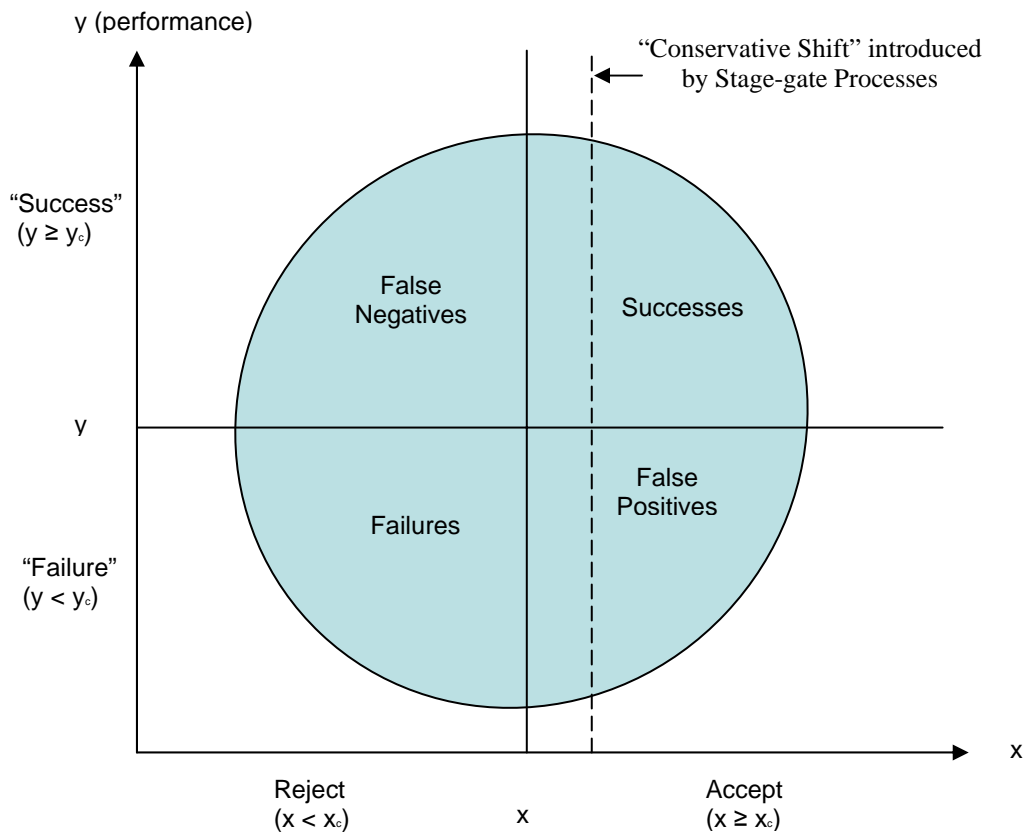 y (performance)
“Conservative Shift” introduced
by Stage-gate Processes
“Success”
(y ≥ yc)
False
Negatives
Successes
y
False
Positives
Failures
“Failure”
(y < yc)
x
Reject
(x < xc)
x
Accept
(x ≥ xc)